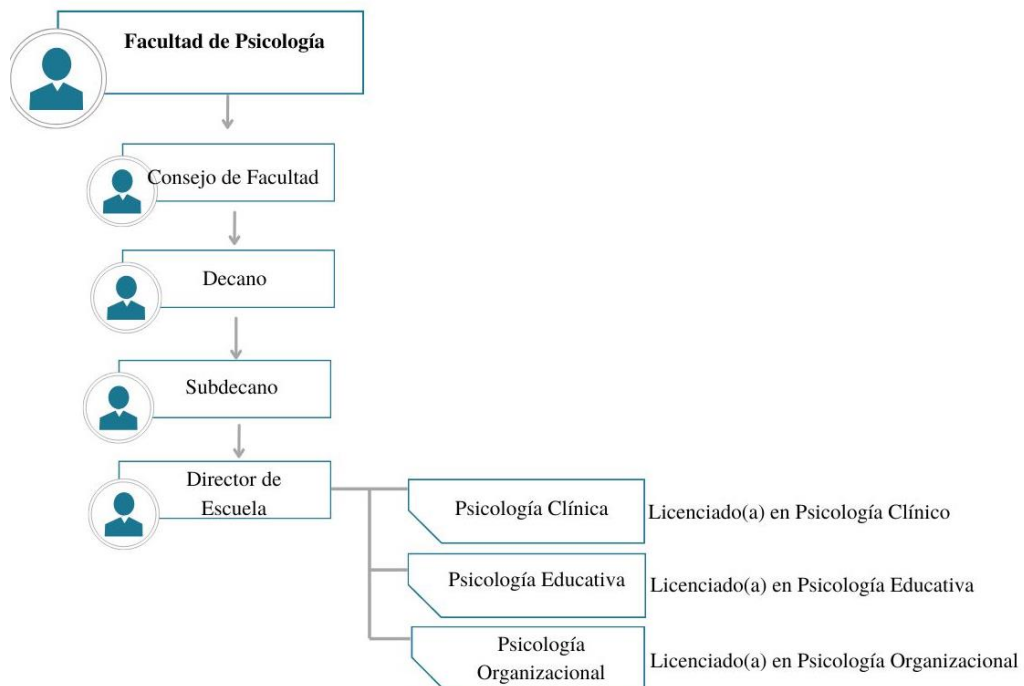 Facultad de Psicología
Consejo de Facultad
Decano
Subdecano
Director de
Escuela
Psicología Clínica
Licenciado(a) en Psicología Clínico
Psicología Educativa
Licenciado(a) en Psicología Educativa
Psicología
Organizacional
Licenciado(a) en Psicología Organizacional